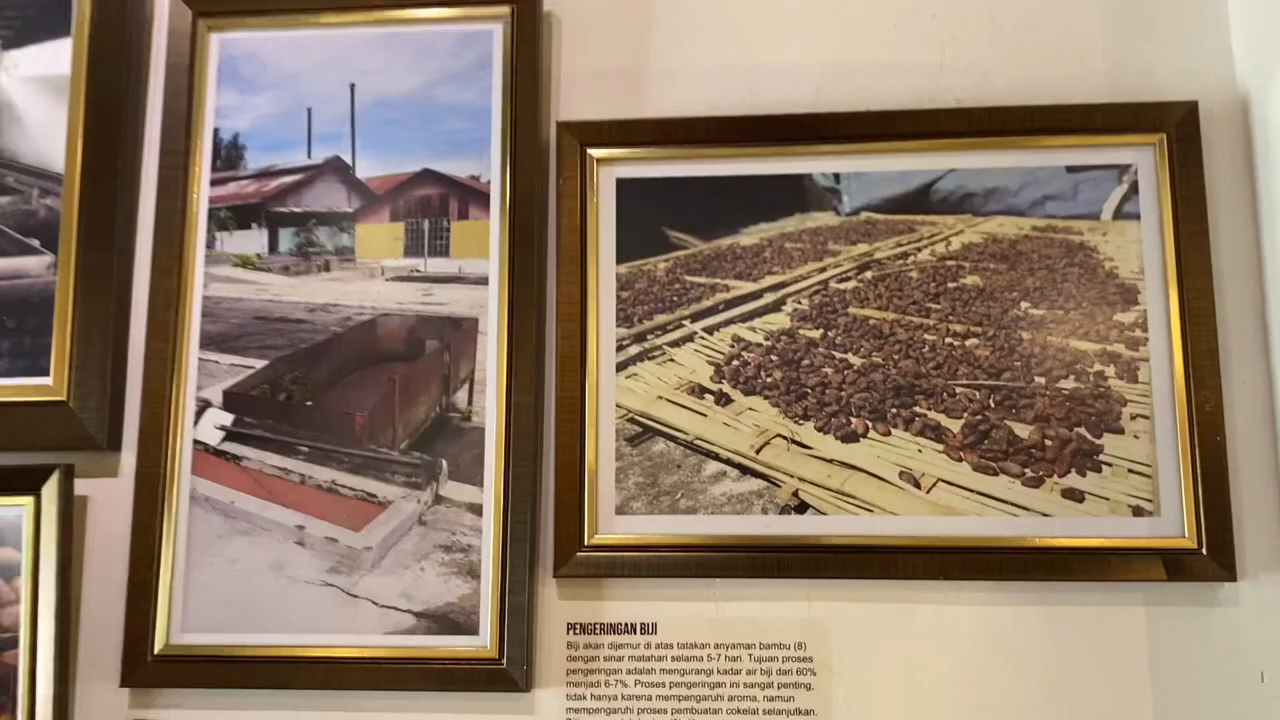 PENGERINGAN BIJI
Biji akan dijemur di atas tatakan anyaman bambu (8)
dengan sinar matahari selama 5-7 hari. Tujuan proses
pengeringan adalah mengurangi kadar air biji dari 60%
menjadi 6-7%. Proses pengeringan ini sangat penting,
tidak hanya karena mempengaruhi aroma, namun
mempengaruhi proses pembuatan cokelat selanjutkan.